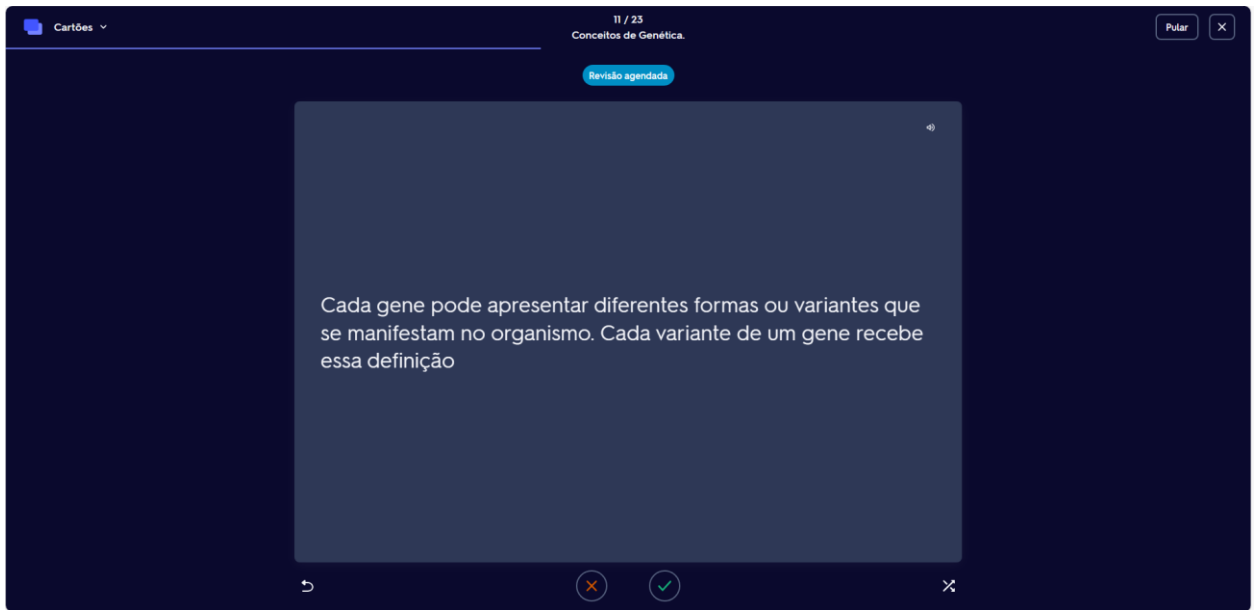 Cartões
11 / 23
Conceitos de Genética.
Pular
Revisão agendada
Cada gene pode apresentar diferentes formas ou variantes que
se manifestam no organismo. Cada variante de um gene recebe
essa definição